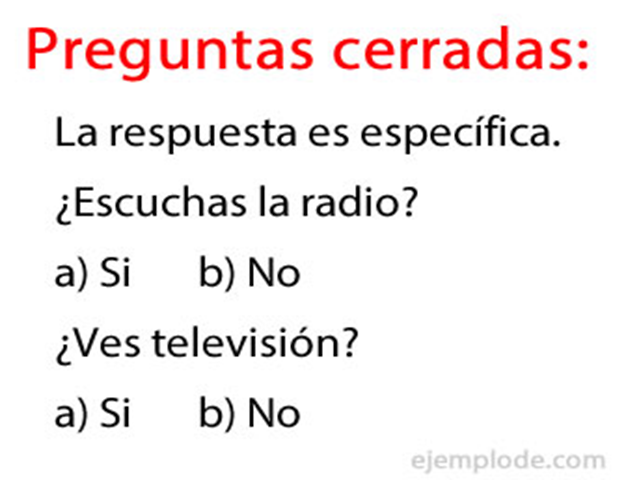 Preguntas cerradas:
La respuesta es específica.
¿Escuchas la radio?
a) Si b) No
¿Ves televisión?
a) Si b) No
ejemplode.com